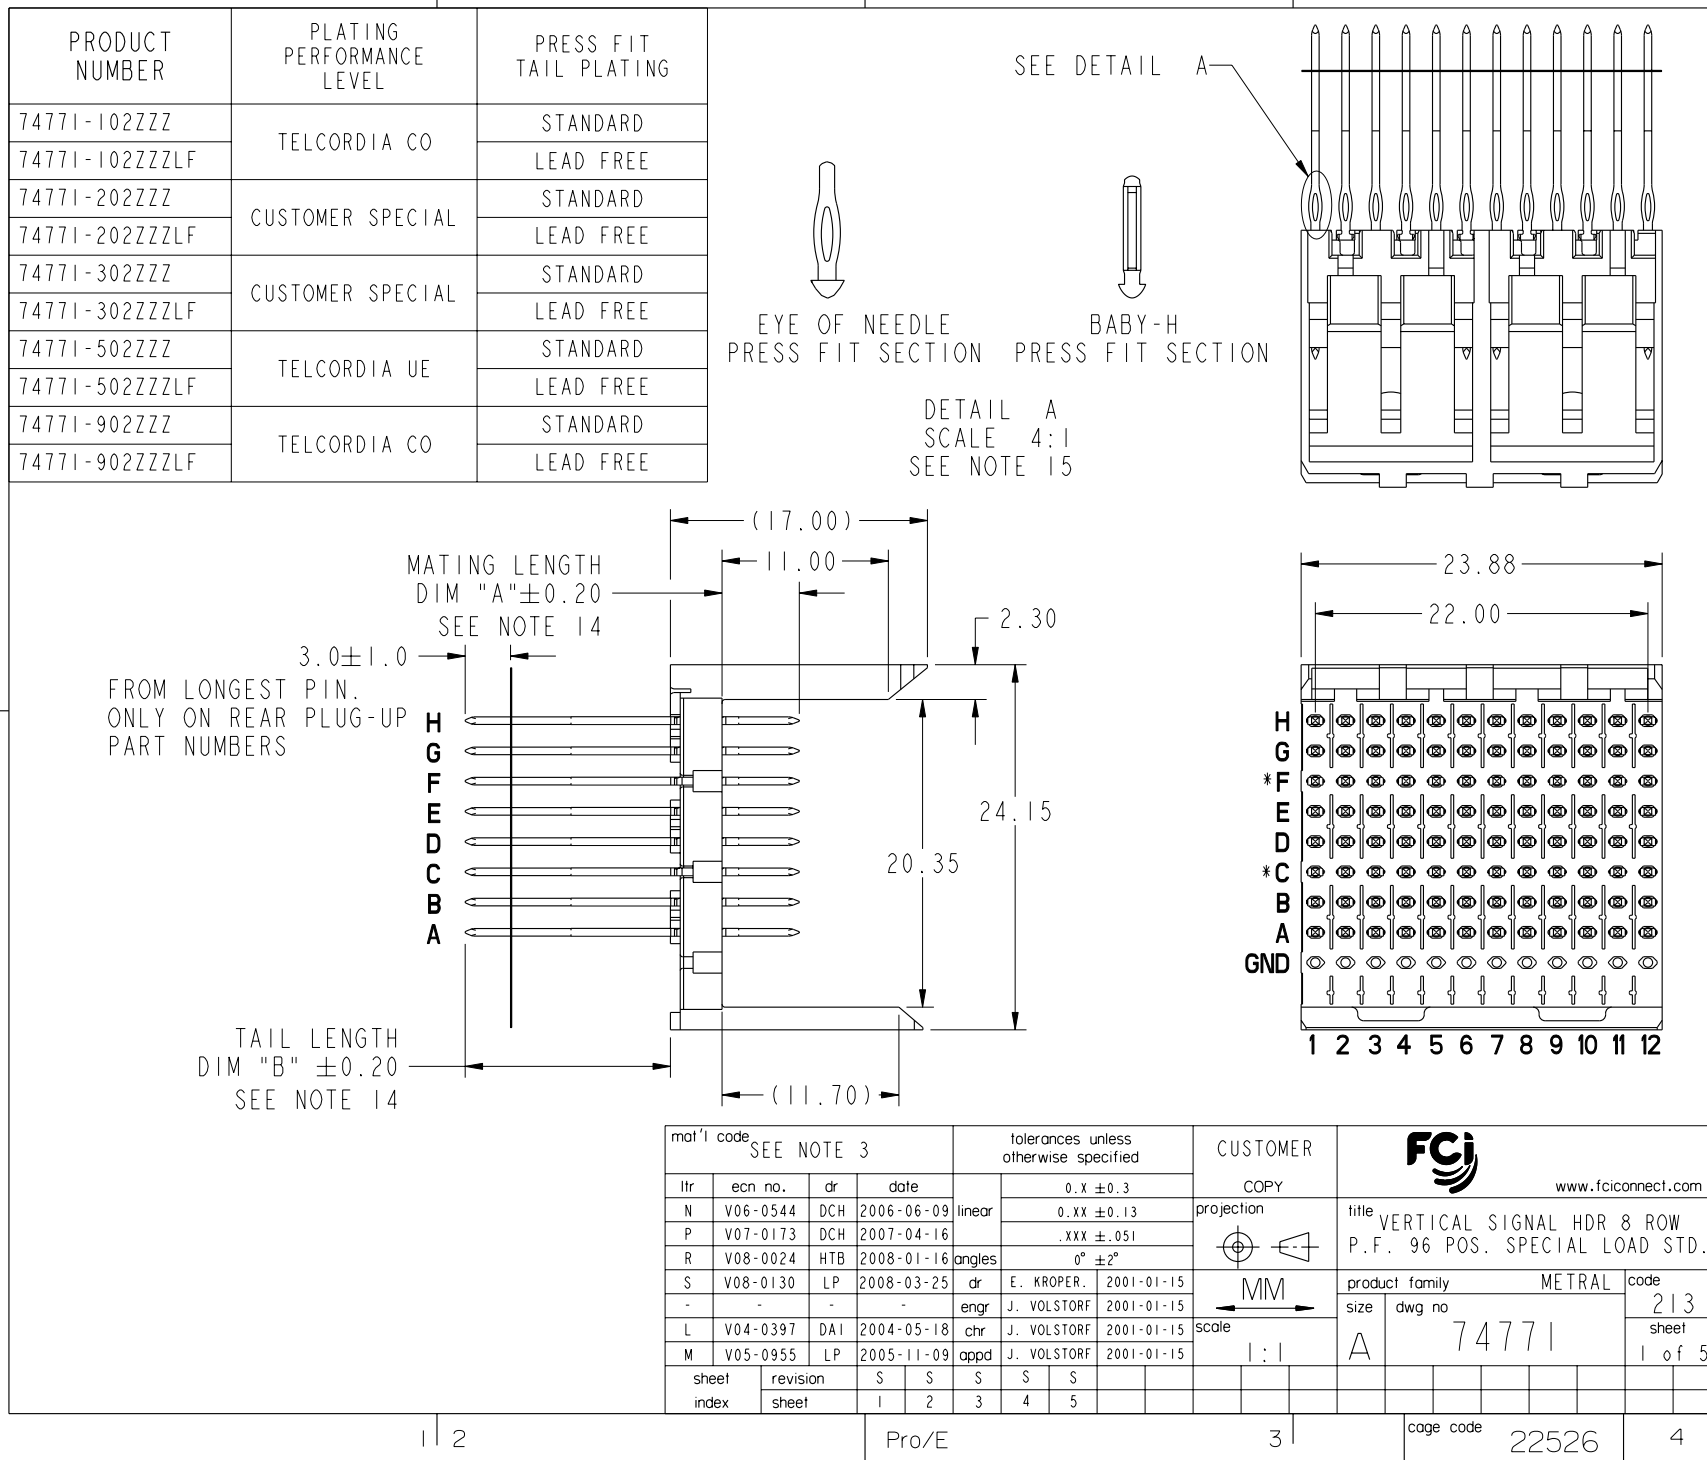 PRODUCT
NUMBER
PLATING
PERFORMANCE
LEVEL
PRESS FIT
TAIL PLATING
74771-102ZZZ
TELCORDIA CO
STANDARD
74771-102ZZZLF
LEAD FREE
74771-202ZZZ
CUSTOMER SPECIAL
STANDARD
74771-202ZZZLF
LEAD FREE
74771-302ZZZ
CUSTOMER SPECIAL
STANDARD
74771-302ZZZLF
LEAD FREE
74771-502ZZZ
TELCORDIA UE
STANDARD
74771-502ZZZLF
LEAD FREE
74771-902ZZZ
TELCORDIA CO
STANDARD
74771-902ZZZLF
LEAD FREE
SEE DETAIL A
EYE OF NEEDLE
PRESS FIT SECTION
BABY-H
PRESS FIT SECTION
DETAIL A
SCALE 4:1
SEE NOTE 15
(17.00)
11.00
MATING LENGTH
DIM "A"±0.20
SEE NOTE 14
3.0±1.0
FROM LONGEST PIN.
ONLY ON REAR PLUG-UP
PART NUMBERS
2.30
24.15
20.35
H
G
F
E
D
C
B
A
TAIL LENGTH
DIM "B" ±0.20
SEE NOTE 14
(11.70)
23.88
22.00
H
G
*F
E
D
*C
B
A
GND
1 2 3 4 5 6 7 8 9 10 11 12
mat'l code SEE NOTE 3
tolerances unless
otherwise specified
CUSTOMER
COPY
FCi
www.fciconnect.com
ltr ecn no. dr date
N V06-0544 DCH 2006-06-09
P V07-0173 DCH 2007-04-16
R V08-0024 HTB 2008-01-16
S V08-0130 LP 2008-03-25
- - - -
L V04-0397 DAI 2004-05-18
M V05-0955 LP 2005-11-09
linear
0.X ±0.3
0.XX ±0.13
.XXX ±.051
angles 0° ±2°
dr E. KROPER. 2001-01-15
engr J. VOLSTORF 2001-01-15
chr J. VOLSTORF 2001-01-15
appd J. VOLSTORF 2001-01-15
projection
MM
scale
1:1
title VERTICAL SIGNAL HDR 8 ROW
P.F. 96 POS. SPECIAL LOAD STD.
product family METRAL
code
213
size
A
dwg no
74771
sheet
1 of 5
sheet
index
revision S S S S S
sheet 1 2 3 4 5
1 2
Pro/E
3
cage code
22526
4